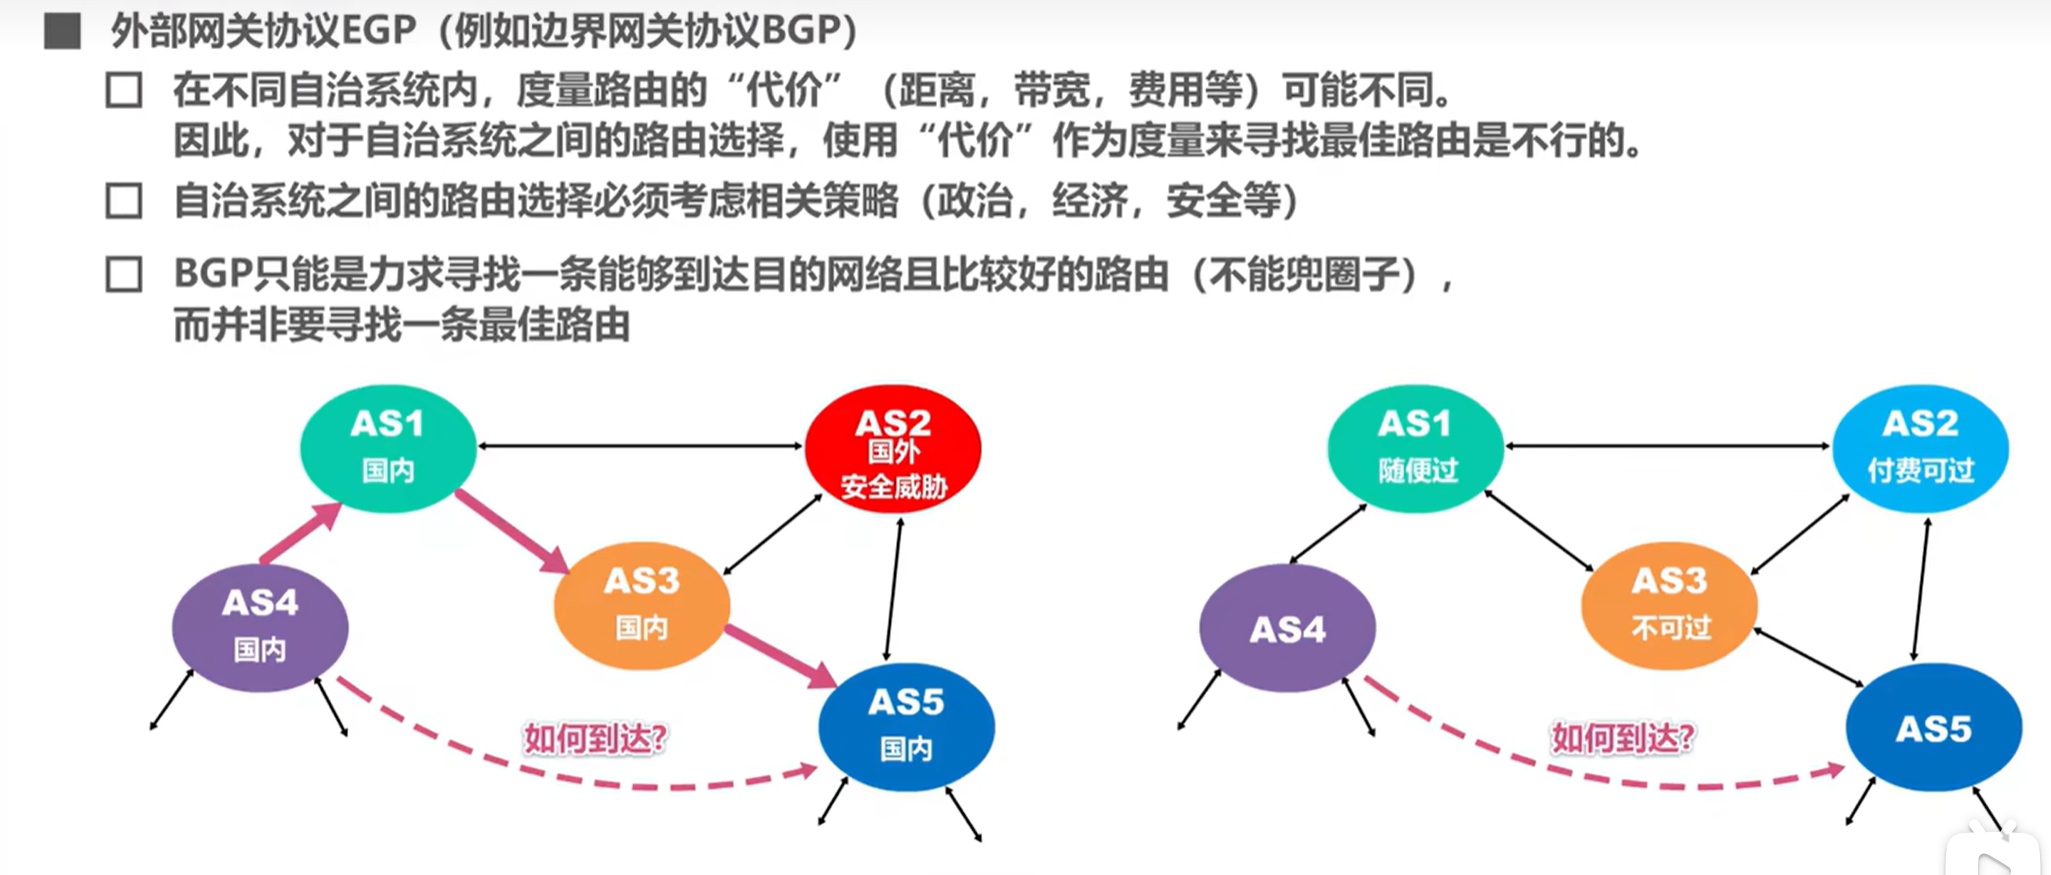 外部网关协议EGP（例如边界网关协议BGP）
在不同自治系统内，度量路由的“代价”（距离，带宽，费用等）可能不同。
因此，对于自治系统之间的路由选择，使用“代价”作为度量来寻找最佳路由是不行的。
自治系统之间的路由选择必须考虑相关策略（政治，经济，安全等）
BGP只能是力求寻找一条能够到达目的网络且比较好的路由（不能兜圈子），
而并非要寻找一条最佳路由
AS1
国内
AS2
国外
安全威胁
AS3
国内
AS4
国内
AS5
国内
如何到达?
AS1
随便过
AS2
付费可过
AS3
不可过
AS4
AS5
如何到达?